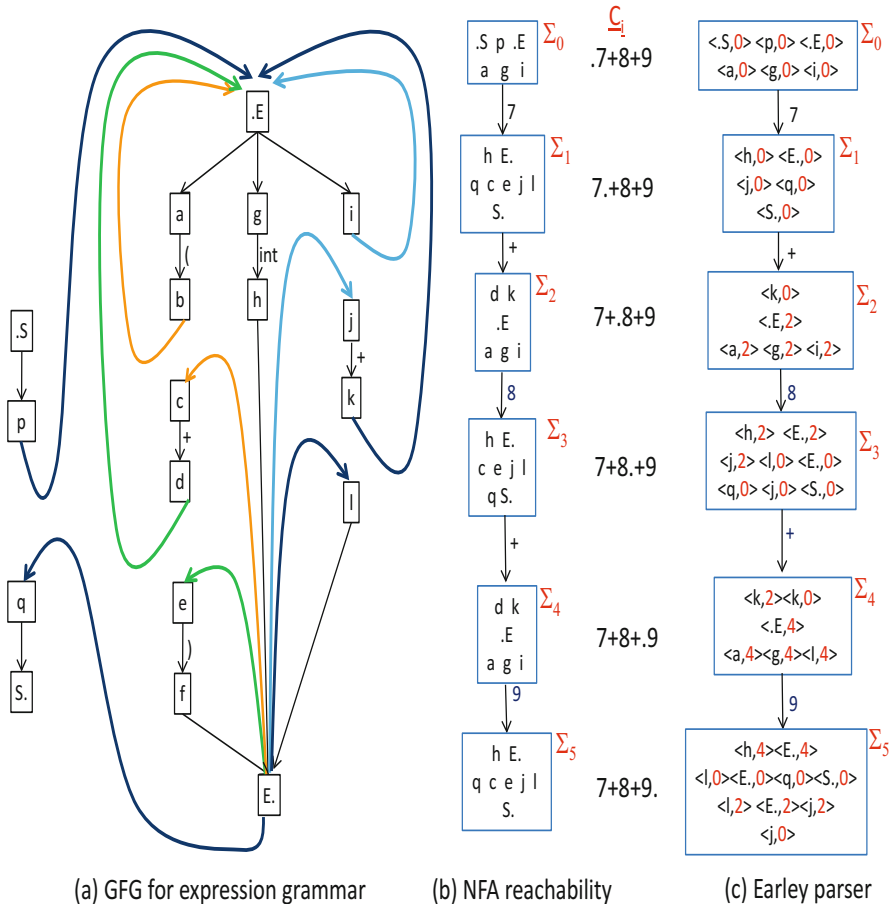 .E
a
g
i
(
int
b
h
j
+
k
.S
p
c
+
d
l
q
e
)
f
S.
E.
(a) GFG for expression grammar
.S p .E
a g i
Σ0
7
h E.
q c e j l
S.
Σ1
+
d k
.E
a g i
Σ2
8
h E.
c e j l
q S.
Σ3
+
d k
.E
a g i
Σ4
9
h E.
q c e j l
S.
Σ5
(b) NFA reachability
Ci
.7+8+9
7.+8+9
7+.8+9
7+8.+9
7+8+.9
7+8+9.
<.S,0> <p,0> <.E,0>
<a,0> <g,0> <i,0>
Σ0
7
<h,0> <E.,0>
<j,0> <q,0>
<S.,0>
Σ1
+
<k,0>
<.E,2>
<a,2> <g,2> <i,2>
Σ2
8
<h,2> <E.,2>
<j,2> <l,0> <E.,0>
<q,0> <j,0> <S.,0>
Σ3
+
<k,2><k,0>
<.E,4>
<a,4><g,4><l,4>
Σ4
9
<h,4><E.,4>
<l,0><E.,0><q,0><S.,0>
<l,2> <E.,2><j,2>
<j,0>
Σ5
(c) Earley parser